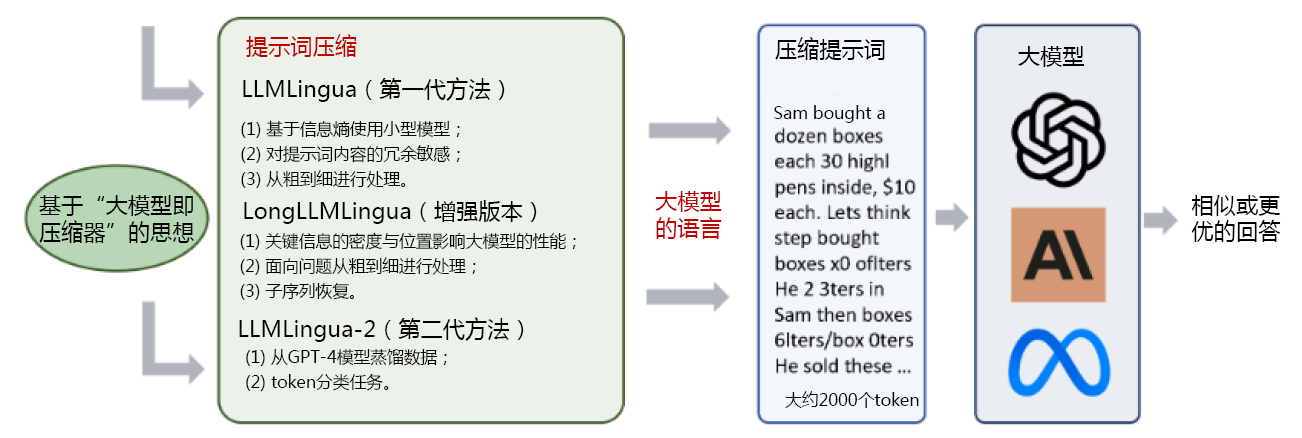 基于“大模型即
压缩器”的思想
提示词压缩
LLMLingua（第一代方法）
(1) 基于信息熵使用小型模型；
(2) 对提示词内容的冗余敏感；
(3) 从粗到细进行处理。
LongLLMLingua（增强版本）
(1) 关键信息的密度与位置影响大模型的性能；
(2) 面向问题从粗到细进行处理；
(3) 子序列恢复。
LLMLingua-2（第二代方法）
(1) 从GPT-4模型蒸馏数据；
(2) token分类任务。
大模型
的语言
压缩提示词
Sam bought a
dozen boxes
each 30 highl
pens inside, $10
each. Lets think
step bought
boxes x0 oflters
He 2 3ters in
Sam then boxes
6lters/box 0ters
He sold these ...
大约2000个token
大模型
相似或更
优的回答